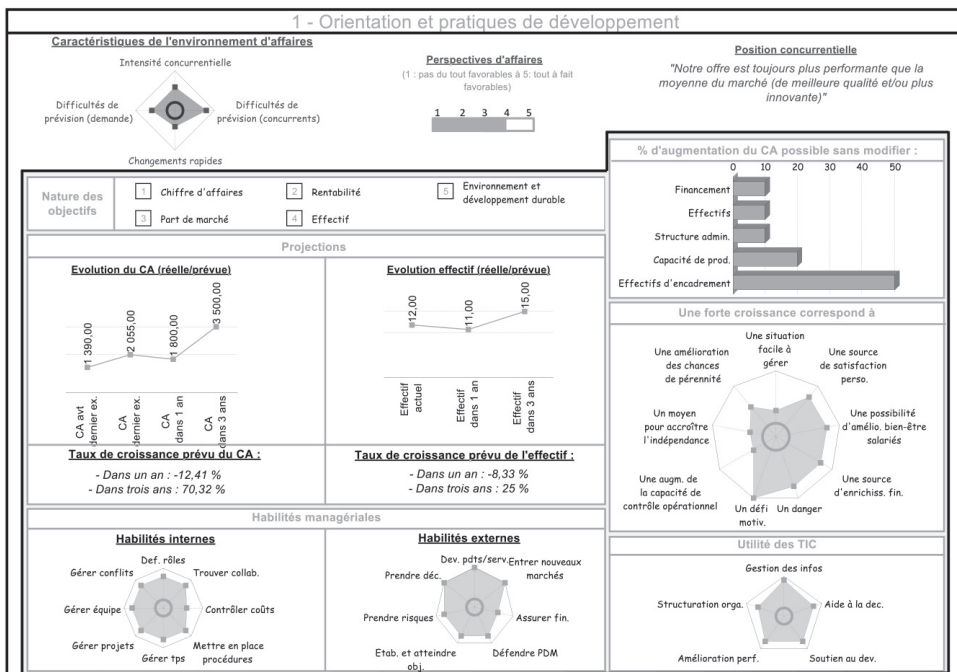 1 - Orientation et pratiques de développement
Caractéristiques de l'environnement d'affaires
Intensité concurrentielle
Difficultés de
prévision (demande)
Difficultés de
prévision (concurrents)
Changements rapides
Perspectives d'affaires
(1 : pas du tout favorables à 5: tout à fait
favorables)
1 2 3 4 5
Position concurrentielle
"Notre offre est toujours plus performante que la
moyenne du marché (de meilleure qualité et/ou plus
innovante)"
Nature des
objectifs
1 Chiffre d'affaires
2 Rentabilité
5 Environnement et
développement durable
3 Part de marché
4 Effectif
Projections
Evolution du CA (réelle/prévue)
1 390,00
2 055,00
1 800,00
3 500,00
CA avt
dernier ex.
CA
dernier ex.
CA
dans 1 an
CA
dans 3 ans
Evolution effectif (réelle/prévue)
12,00
11,00
15,00
Effectif
actuel
Effectif
dans 1 an
Effectif
dans 3 ans
Taux de croissance prévu du CA :
- Dans un an : -12,41 %
- Dans trois ans : 70,32 %
Taux de croissance prévu de l'effectif :
- Dans un an : -8,33 %
- Dans trois ans : 25 %
Habilités managériales
Habilités internes
Def. rôles
Trouver collab.
Contrôler coûts
Mettre en place
procédures
Gérer tps
Gérer projets
Gérer équipe
Gérer conflits
Habilités externes
Dev. pdts/serv.
Entrer nouveaux
marchés
Assurer fin.
Défendre PDM
Etab. et atteindre
obj.
Prendre risques
Prendre déc.
% d'augmentation du CA possible sans modifier :
0 10 20 30 40 50
Financement
Effectifs
Structure admin.
Capacité de prod.
Effectifs d'encadrement
Une forte croissance correspond à
Une situation
facile à
gérer
Une source
de satisfaction
perso.
Une possibilité
d'amélio. bien-être
salariés
Une source
d'enrichiss. fin.
Un danger
Un défi
motiv.
Une augm. de
la capacité de
contrôle opérationnel
Un moyen
pour accroître
l'indépendance
Une amélioration
des chances
de pérennité
Utilité des TIC
Gestion des infos
Aide à la dec.
Soutien au dev.
Amélioration perf.
Structuration orga.